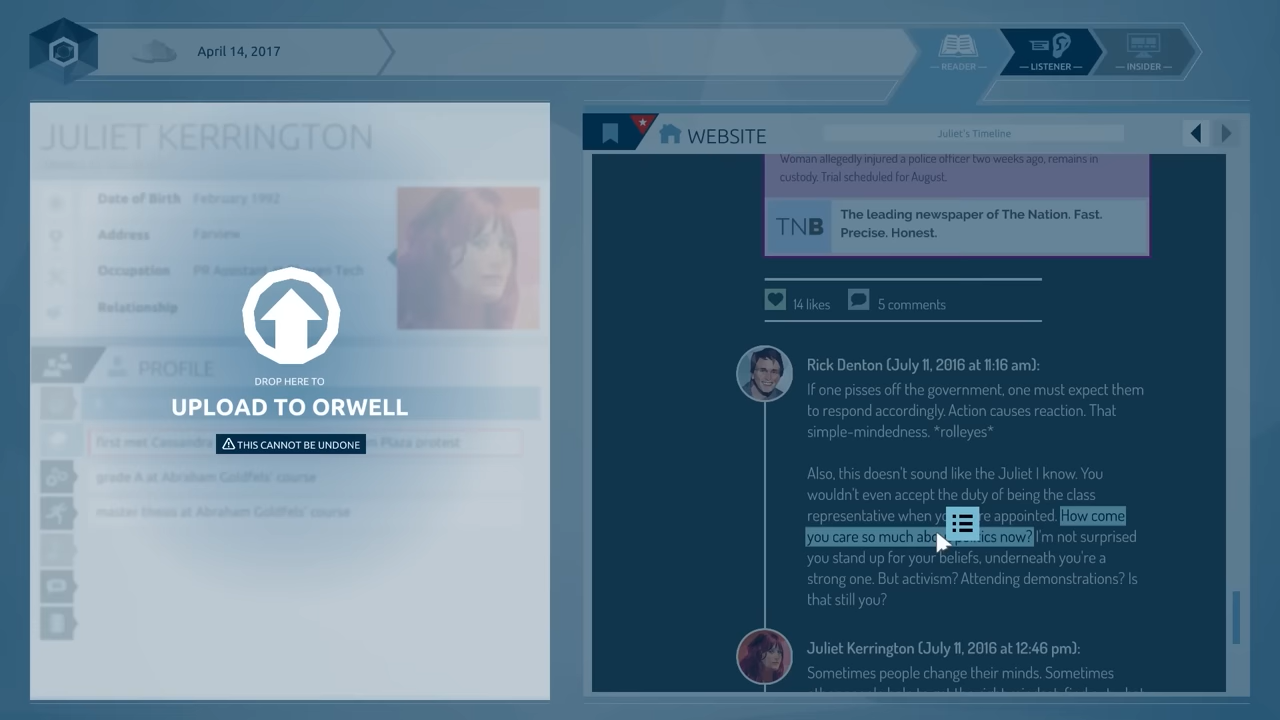 April 14, 2017
— READER —
— LISTENER —
— INSIDER —
JULIET KERRINGTON
Date of Birth February 1992
Address Farview
Occupation PR Assistant Tech
Relationship
PROFILE
first met Cassandra Plaza protest
grade A at Abraham Goldfels' course
master thesis at Abraham Goldfels' course
DROP HERE TO
UPLOAD TO ORWELL
THIS CANNOT BE UNDONE
WEBSITE
Juliet's Timeline
Woman allegedly injured a police officer two weeks ago, remains in
custody. Trial scheduled for August.
TNB
The leading newspaper of The Nation. Fast.
Precise. Honest.
14 likes 5 comments
Rick Denton (July 11, 2016 at 11:16 am):
If one pisses off the government, one must expect them
to respond accordingly. Action causes reaction. That
simple-mindedness. *rolleyes*
Also, this doesn't sound like the Juliet I know. You
wouldn't even accept the duty of being the class
representative when you were appointed. How come
you care so much about politics now? I'm not surprised
you stand up for your beliefs, underneath you're a
strong one. But activism? Attending demonstrations? Is
that still you?
Juliet Kerrington (July 11, 2016 at 12:46 pm):
Sometimes people change their minds. Sometimes